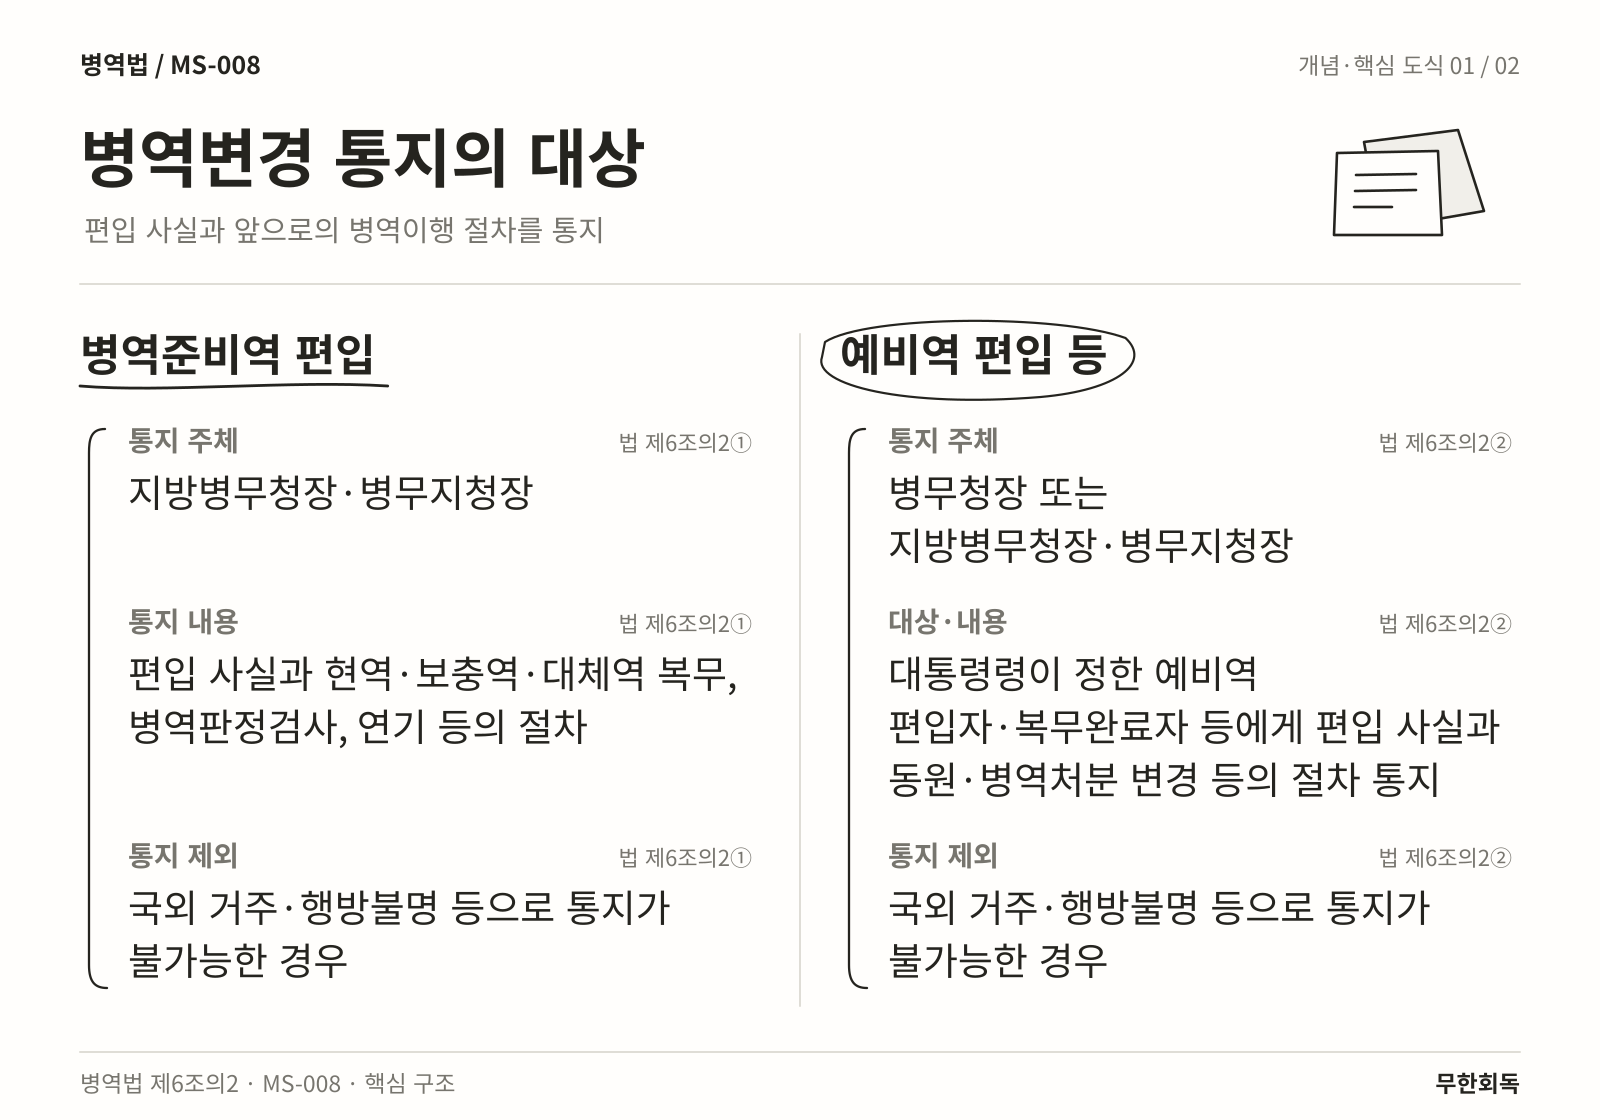 병역법 / MS-008
개념·핵심 도식 01 / 02
병역변경 통지의 대상
편입 사실과 앞으로의 병역이행 절차를 통지
병역준비역 편입
통지 주체
법 제6조의2①
지방병무청장·병무지청장
통지 내용
법 제6조의2①
편입 사실과 현역·보충역·대체역 복무,
병역판정검사, 연기 등의 절차
통지 제외
법 제6조의2①
국외 거주·행방불명 등으로 통지가
불가능한 경우
예비역 편입 등
통지 주체
법 제6조의2②
병무청장 또는
지방병무청장·병무지청장
대상·내용
법 제6조의2②
대통령령이 정한 예비역
편입자·복무완료자 등에게 편입 사실과
동원·병역처분 변경 등의 절차 통지
통지 제외
법 제6조의2②
국외 거주·행방불명 등으로 통지가
불가능한 경우
병역법 제6조의2 · MS-008 · 핵심 구조
무한회독